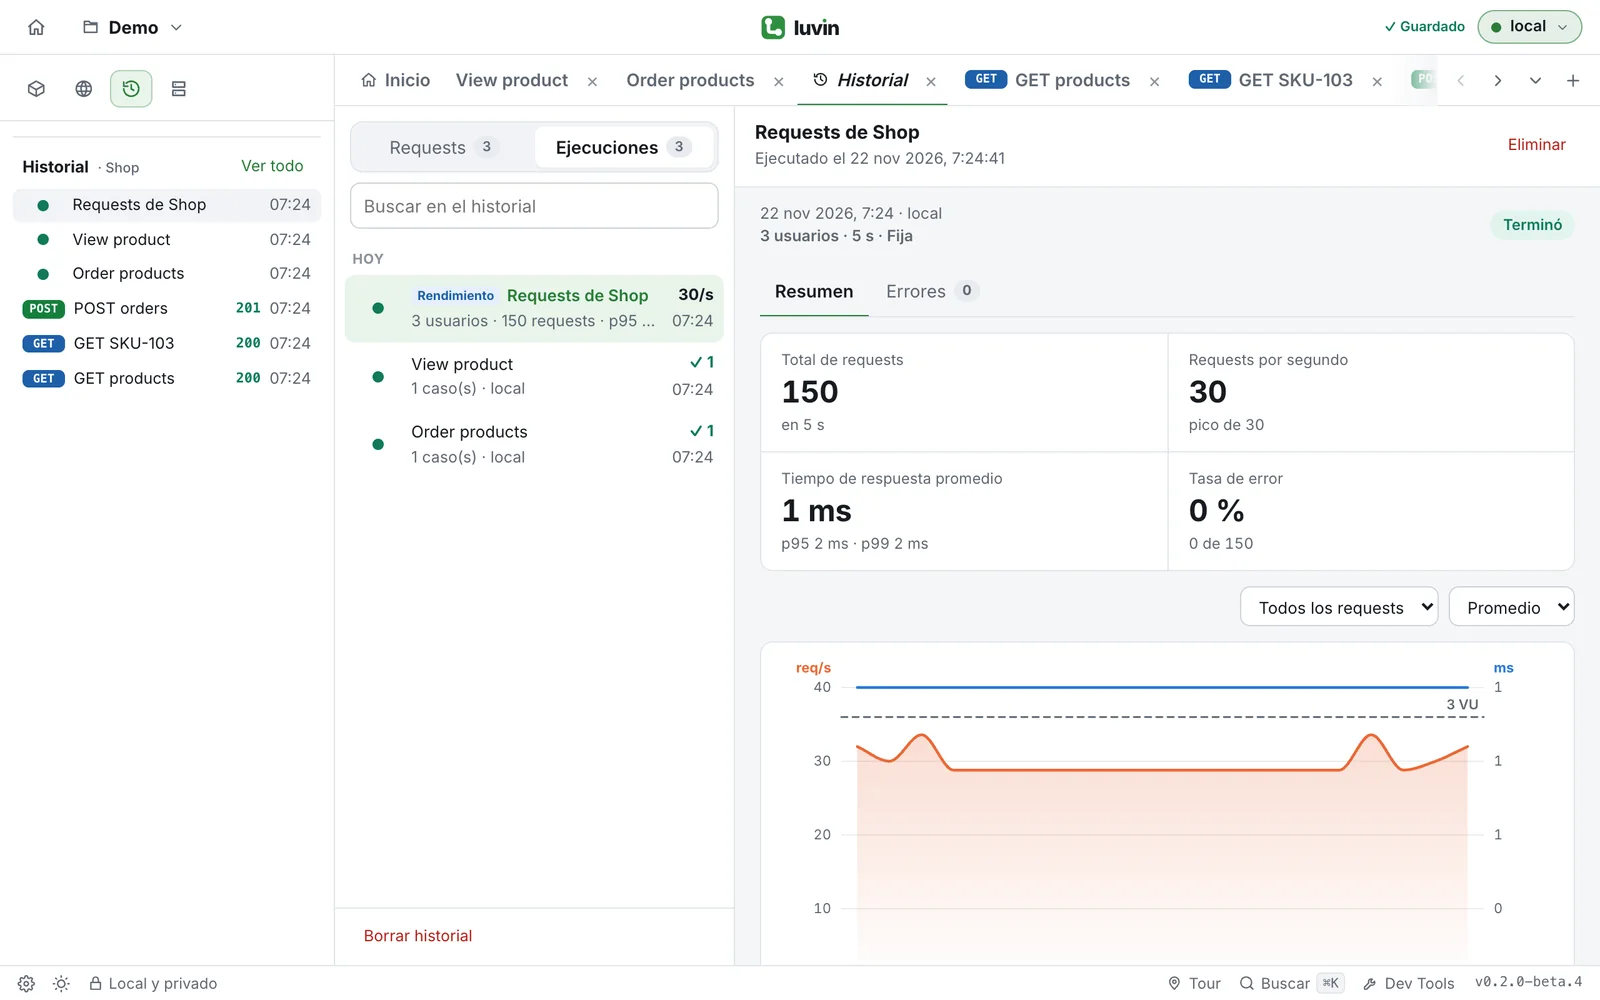 Demo
luvin
Guardado
local
Inicio
View product
Order products
Historial
GET GET products
GET GET SKU-103
Historial · Shop
Ver todo
Requests de Shop 07:24
View product 07:24
Order products 07:24
POST POST orders 201 07:24
GET GET SKU-103 200 07:24
GET GET products 200 07:24
Requests 3
Ejecuciones 3
Buscar en el historial
HOY
Rendimiento Requests de Shop 30/s
3 usuarios · 150 requests · p95 ... 07:24
View product ✓ 1
1 caso(s) · local 07:24
Order products ✓ 1
1 caso(s) · local 07:24
Borrar historial
Requests de Shop
Ejecutado el 22 nov 2026, 7:24:41
Eliminar
22 nov 2026, 7:24 · local
3 usuarios · 5 s · Fija
Terminó
Resumen
Errores 0
Total de requests
150
en 5 s
Requests por segundo
30
pico de 30
Tiempo de respuesta promedio
1 ms
p95 2 ms · p99 2 ms
Tasa de error
0 %
0 de 150
Todos los requests
Promedio
req/s
ms
40
1
3 VU
30
1
20
1
10
0
Local y privado
Tour
Buscar ⌘K
Dev Tools
v0.2.0-beta.4